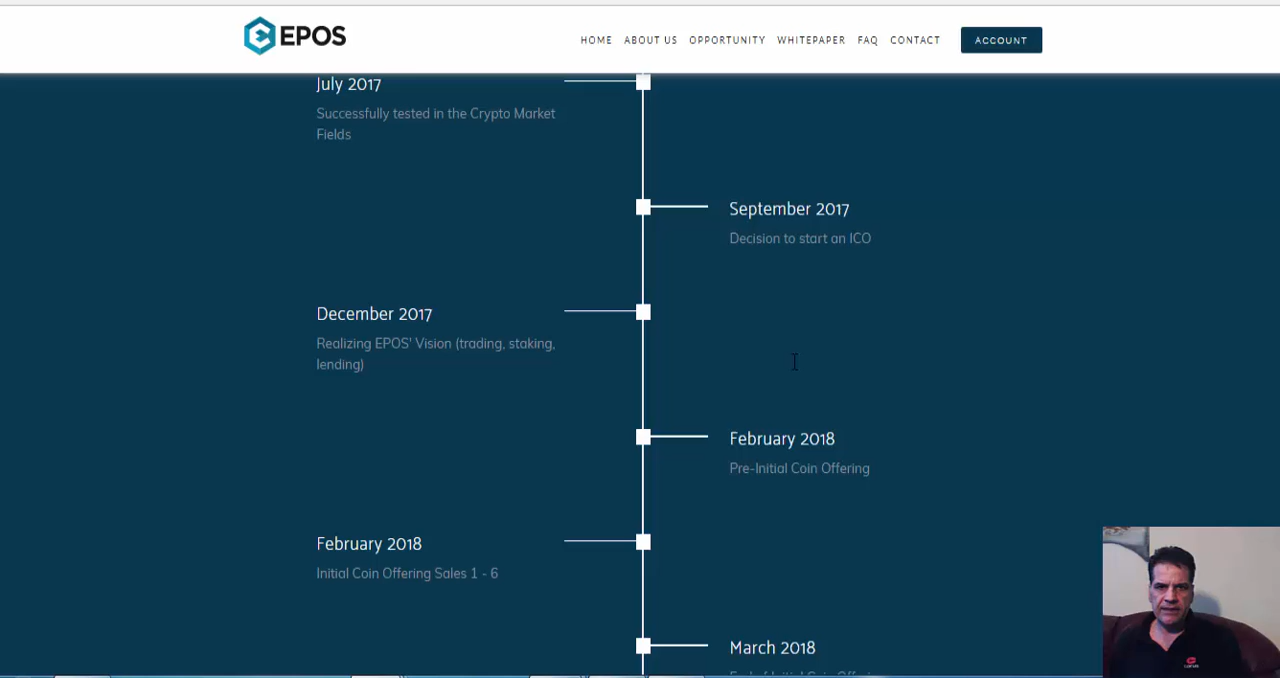 EPOS
HOME ABOUT US OPPORTUNITY WHITEPAPER FAQ CONTACT ACCOUNT
July 2017
Successfully tested in the Crypto Market
Fields
September 2017
Decision to start an ICO
December 2017
Realizing EPOS' Vision (trading, staking,
lending)
February 2018
Pre-Initial Coin Offering
February 2018
Initial Coin Offering Sales 1 - 6
March 2018